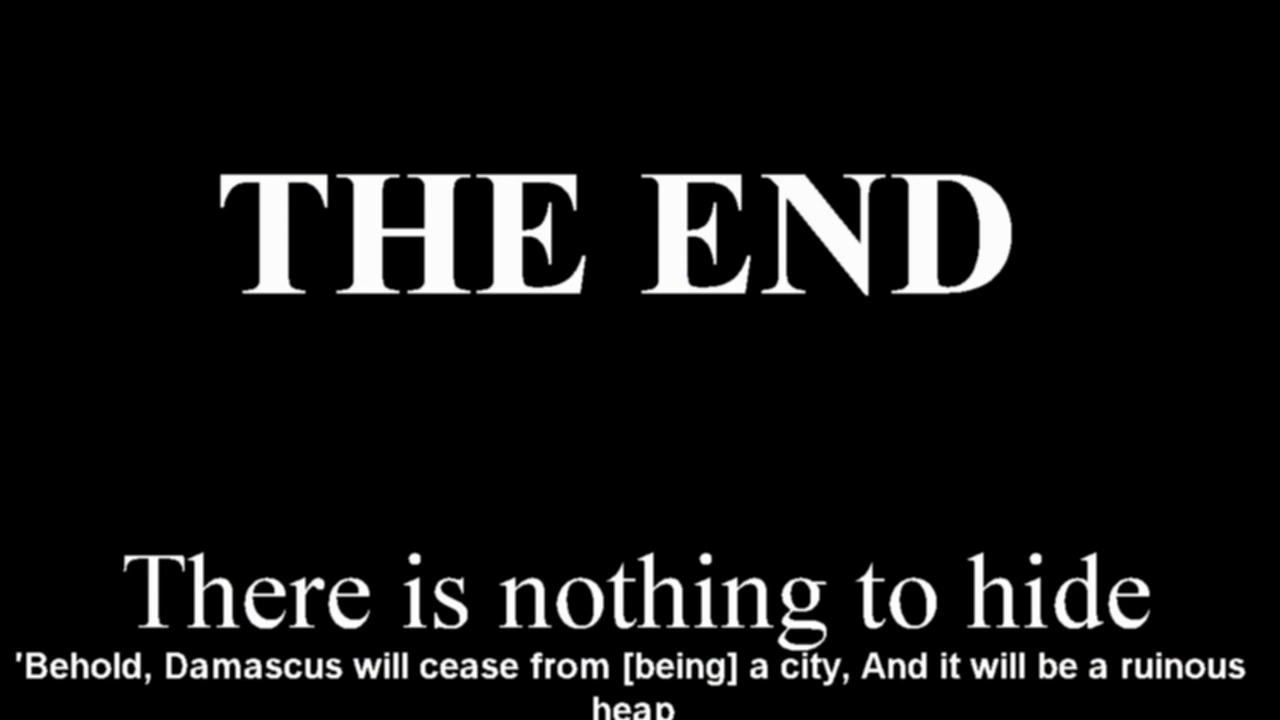 THE END
There is nothing to hide
'Behold, Damascus will cease from [being] a city, And it will be a ruinous
heap